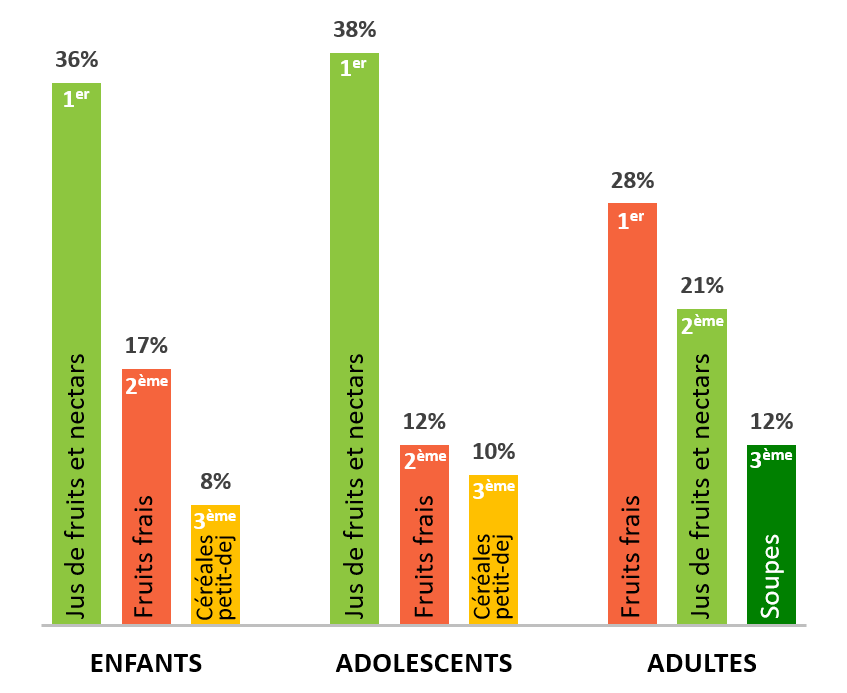 36%
1er
Jus de fruits et nectars
17%
2ème
Fruits frais
8%
3ème
Céréales
petit-dej
ENFANTS
38%
1er
Jus de fruits et nectars
12%
2ème
Fruits frais
10%
3ème
Céréales
petit-dej
ADOLESCENTS
28%
1er
Fruits frais
21%
2ème
Jus de fruits et nectars
12%
3ème
Soupes
ADULTES